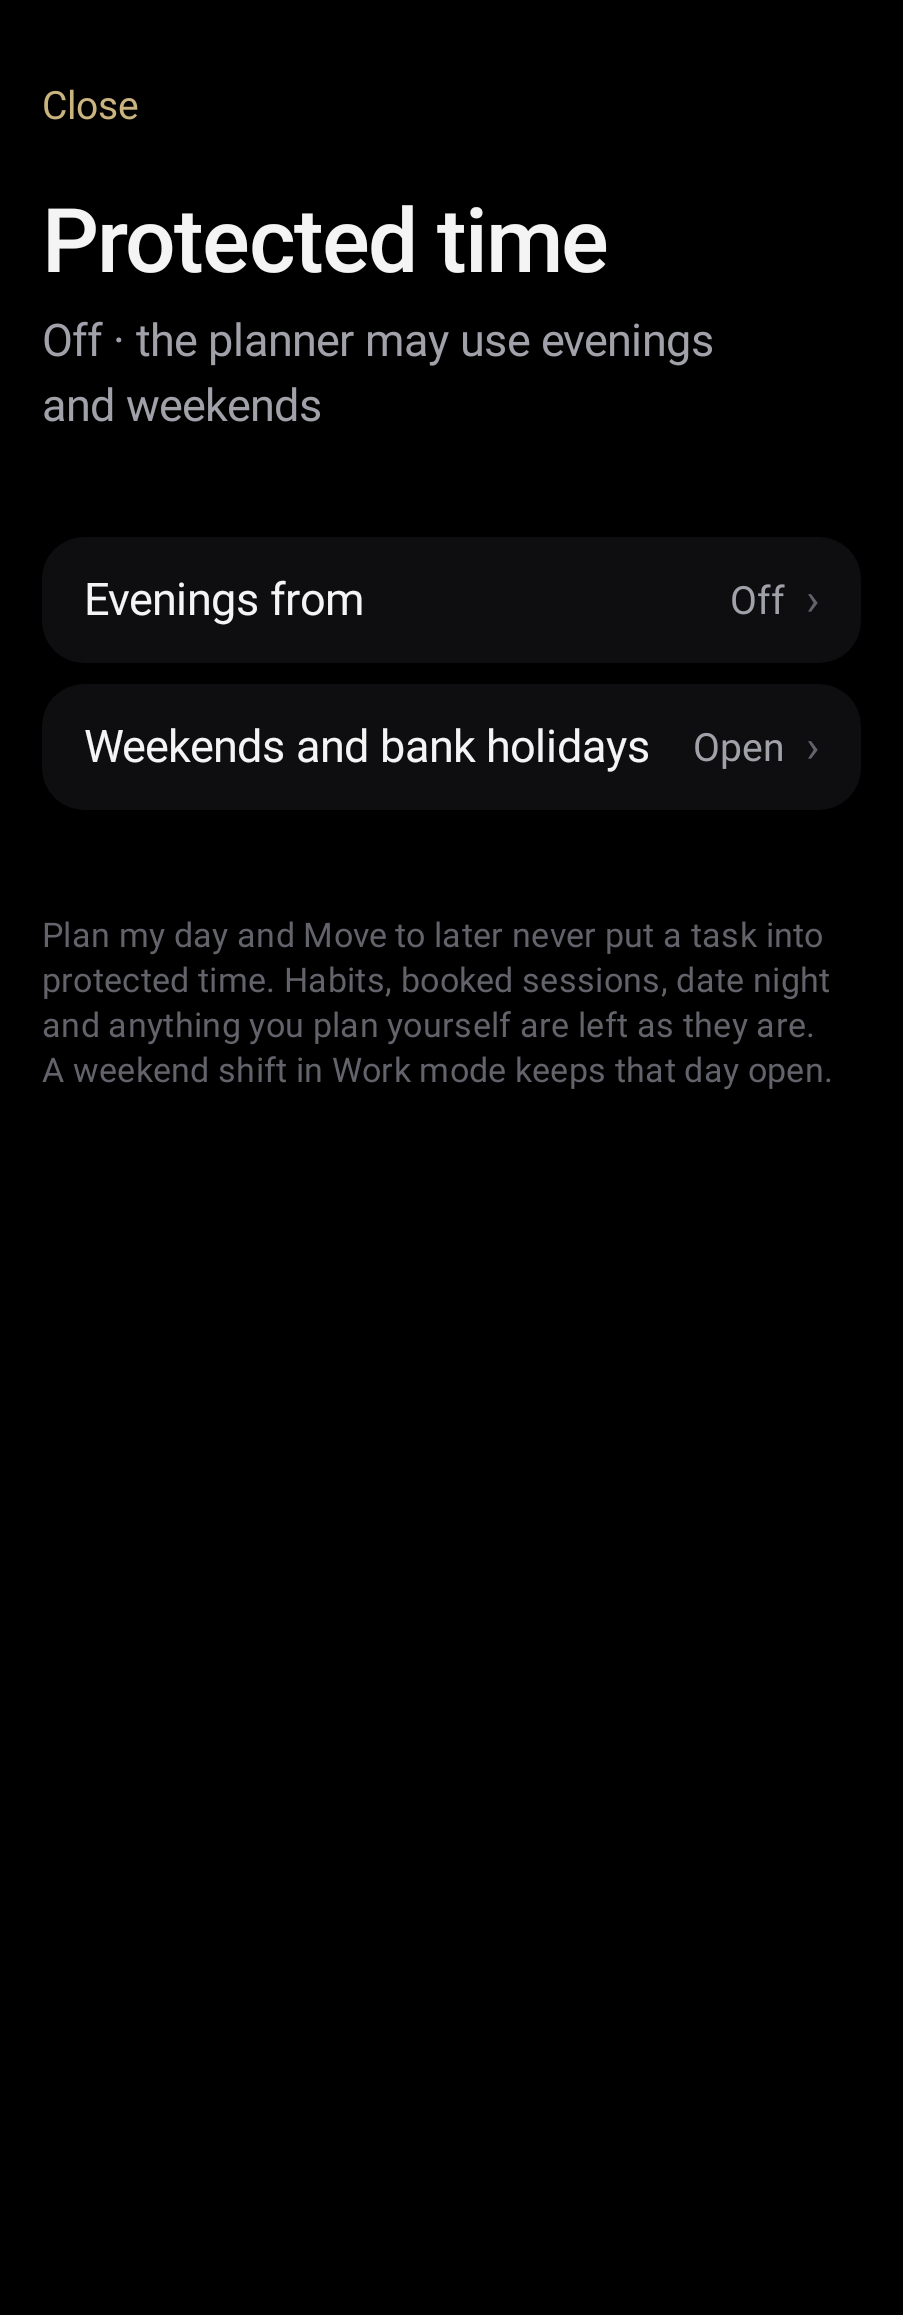 Close
Protected time
Off · the planner may use evenings
and weekends
Evenings from Off ›
Weekends and bank holidays Open ›
Plan my day and Move to later never put a task into
protected time. Habits, booked sessions, date night
and anything you plan yourself are left as they are.
A weekend shift in Work mode keeps that day open.